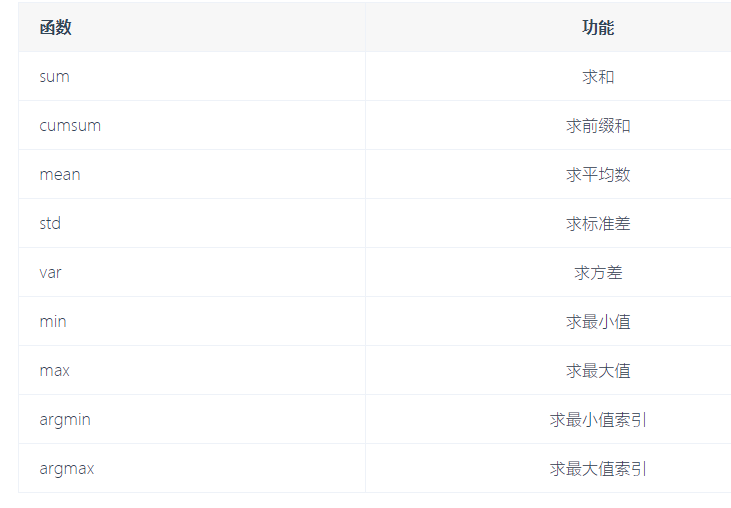 函数 功能
sum 求和
cumsum 求前缀和
mean 求平均数
std 求标准差
var 求方差
min 求最小值
max 求最大值
argmin 求最小值索引
argmax 求最大值索引